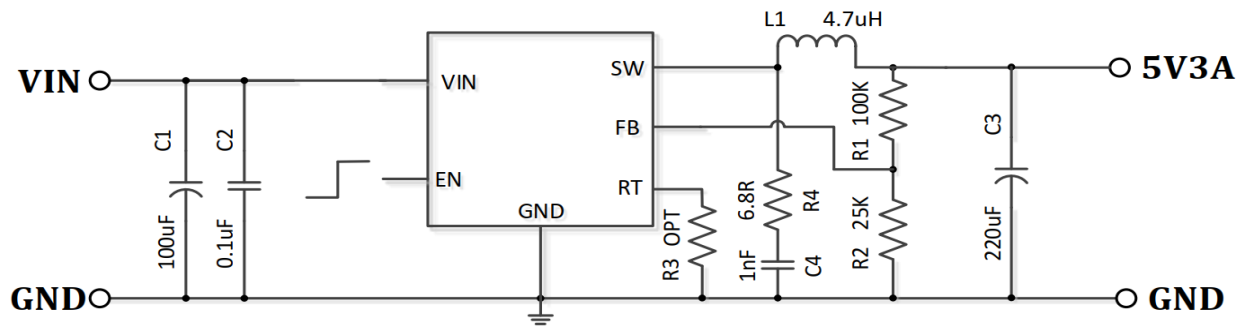 L1 4.7uH
VIN
VIN
SW
5V3A
C1
C2
FB
R1 100K
C3
EN
RT
GND
100uF
0.1uF
R3 OPT
6.8R
R4
1nF
C4
R2 25K
220uF
GND
GND